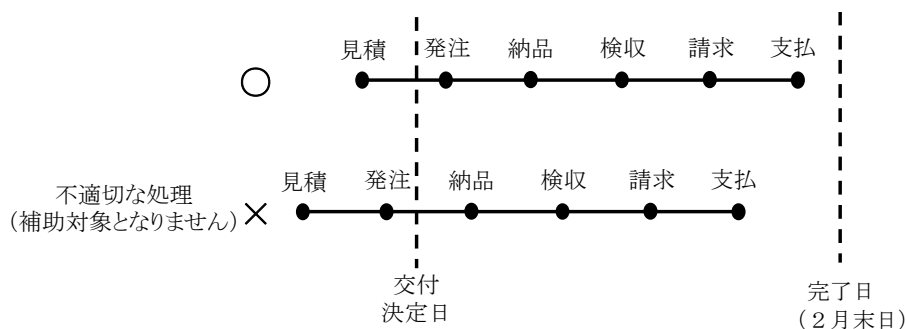 見積 発注 納品 検収 請求 支払
○
見積 発注 納品 検収 請求 支払
不適切な処理
（補助対象となりません）×
交付
決定日
完了日
（２月末日）